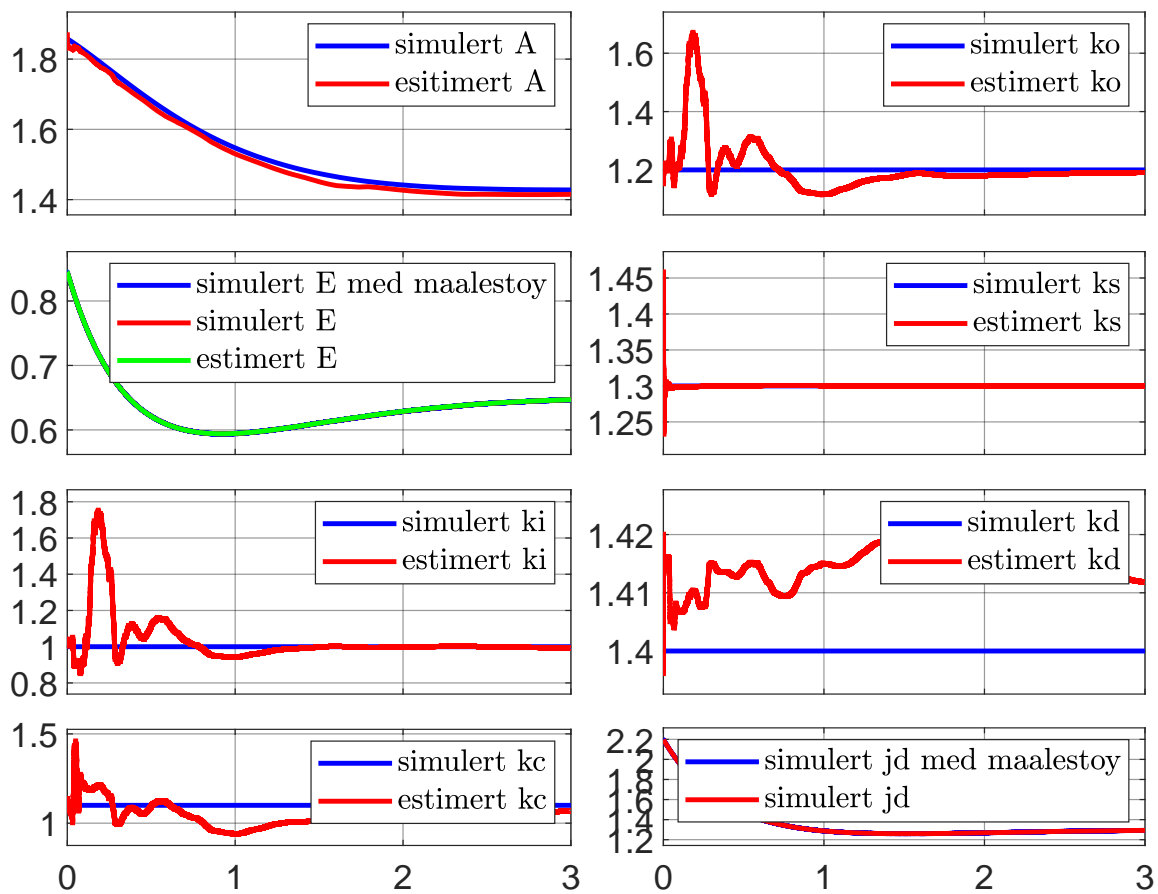 simulert A
esitimert A
1.8
1.6
1.4
0
1
2
3
simulert ko
estimert ko
1.6
1.4
1.2
0
1
2
3
simulert E med maalestoy
simulert E
estimert E
0.8
0.7
0.6
simulert ks
estimert ks
1.45
1.4
1.35
1.3
1.25
simulert ki
estimert ki
1.8
1.6
1.4
1.2
1
0.8
simulert kd
estimert kd
1.42
1.41
1.4
simulert kc
estimert kc
1.5
1
simulert jd med maalestoy
simulert jd
2.2
2
1.8
1.6
1.4
1.2